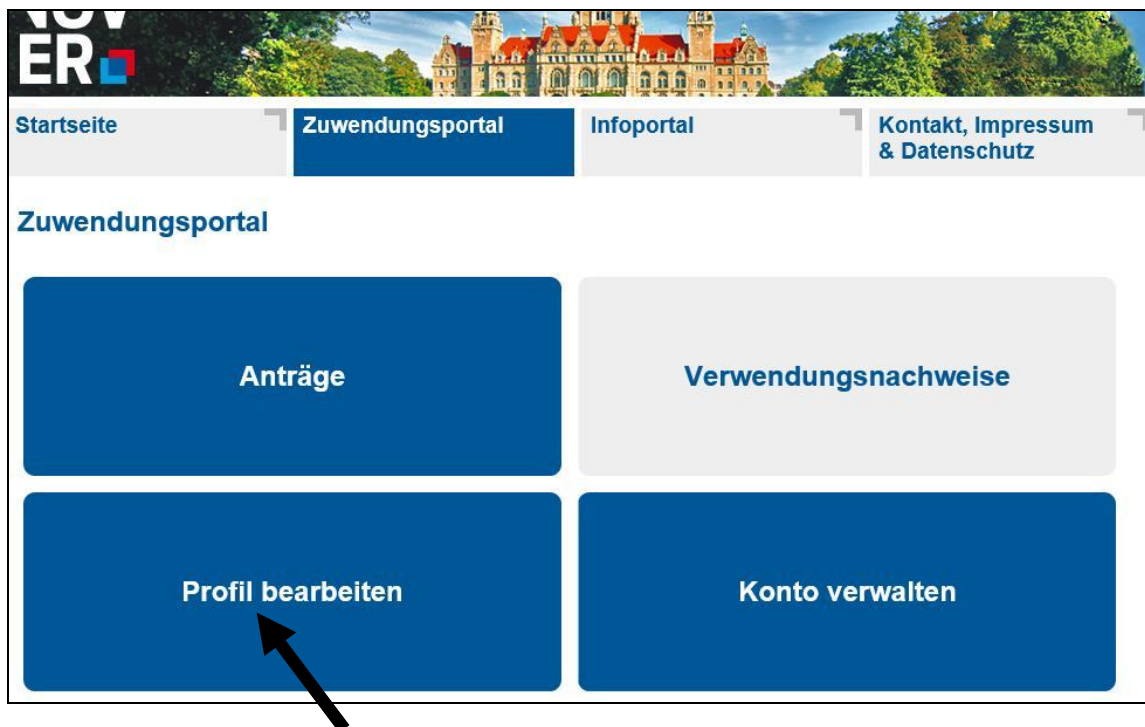 ER
Startseite
Zuwendungsportal
Infoportal
Kontakt, Impressum
& Datenschutz
Zuwendungsportal
Anträge
Verwendungsnachweise
Profil bearbeiten
Konto verwalten